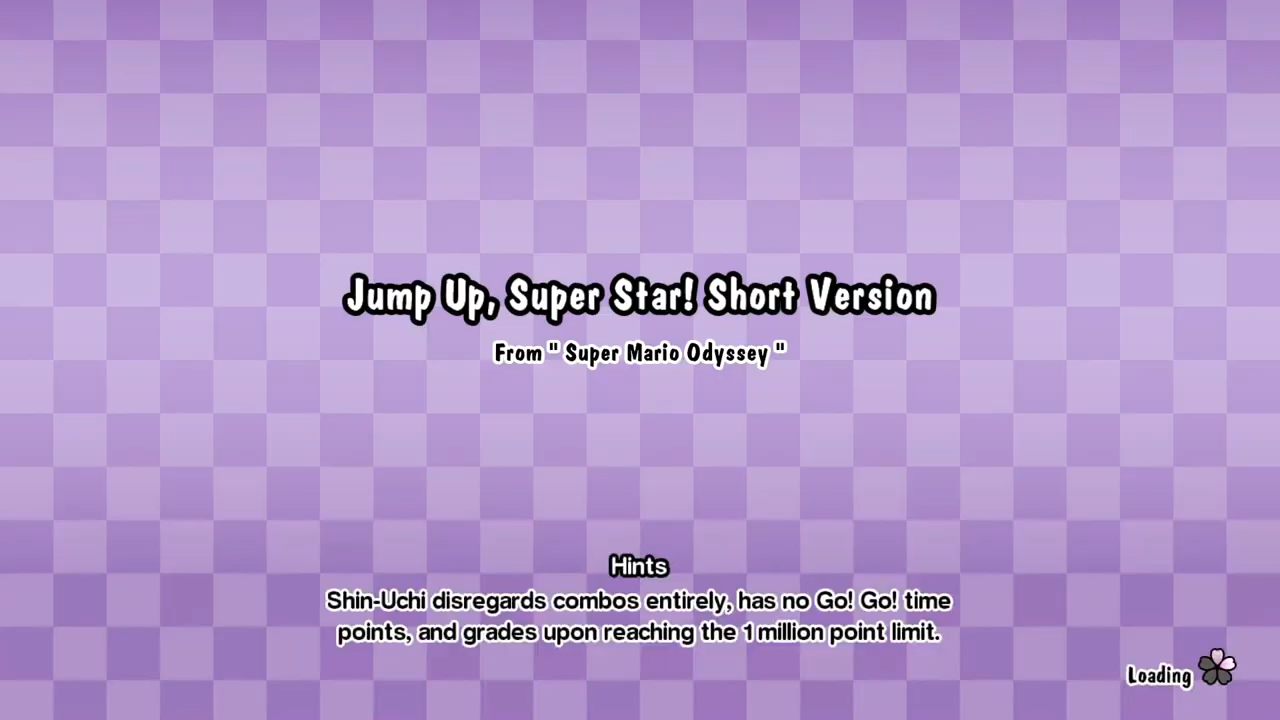 Jump Up, Super Star! Short Version
From " Super Mario Odyssey "
Hints
Shin-Uchi disregards combos entirely, has no Go! Go! time
points, and grades upon reaching the 1 million point limit.
Loading